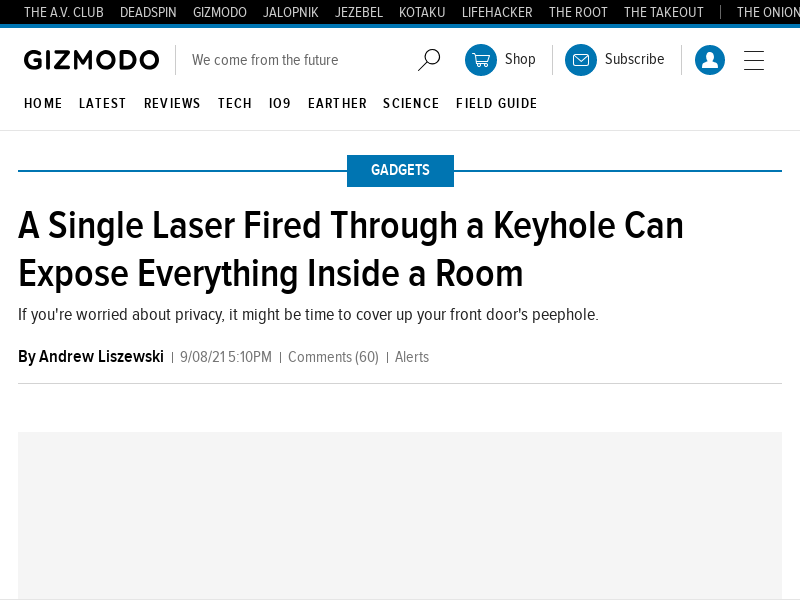 THE A.V. CLUB DEADSPIN GIZMODO JALOPNIK JEZEBEL KOTAKU LIFEHACKER THE ROOT THE TAKEOUT THE ONION
GIZMODO We come from the future Shop Subscribe
HOME LATEST REVIEWS TECH IO9 EARTHER SCIENCE FIELD GUIDE
GADGETS
A Single Laser Fired Through a Keyhole Can
Expose Everything Inside a Room
If you're worried about privacy, it might be time to cover up your front door's peephole.
By Andrew Liszewski 9/08/21 5:10PM Comments (60) Alerts